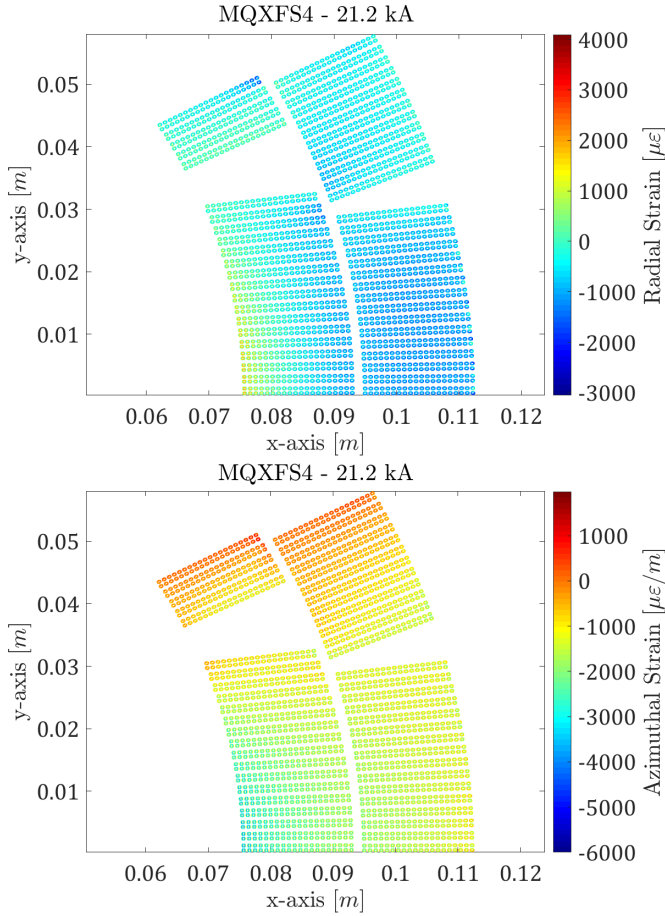 MQXFS4 - 21.2 kA
0.05
0.04
0.03
0.02
0.01
y-axis [m]
0.06 0.07 0.08 0.09 0.1 0.11 0.12
x-axis [m]
4000
3000
2000
1000
0
-1000
-2000
-3000
Radial Strain [με]
MQXFS4 - 21.2 kA
0.05
0.04
0.03
0.02
0.01
y-axis [m]
0.06 0.07 0.08 0.09 0.1 0.11 0.12
x-axis [m]
1000
0
-1000
-2000
-3000
-4000
-5000
-6000
Azimuthal Strain [με/m]